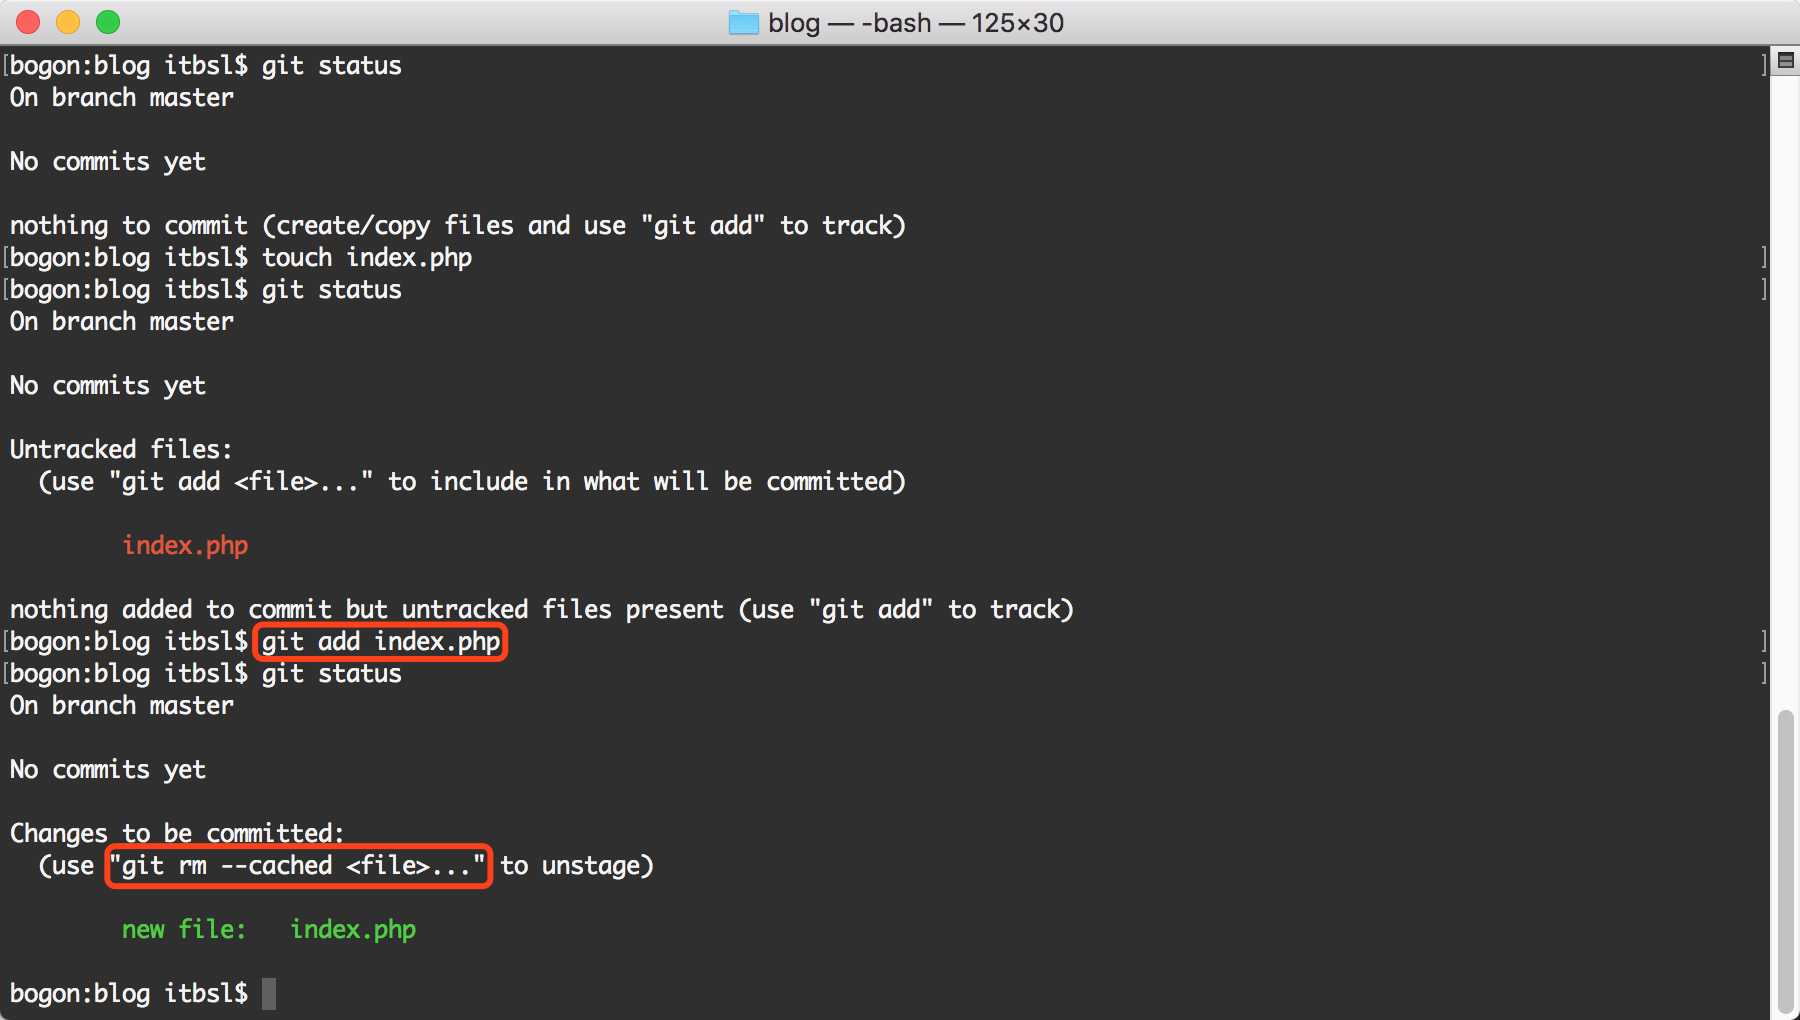 blog — -bash — 125×30
[bogon:blog itbsl$ git status ]
On branch master
No commits yet
nothing to commit (create/copy files and use "git add" to track)
[bogon:blog itbsl$ touch index.php ]
[bogon:blog itbsl$ git status ]
On branch master
No commits yet
Untracked files:
(use "git add <file>..." to include in what will be committed)
index.php
nothing added to commit but untracked files present (use "git add" to track)
[bogon:blog itbsl$ git add index.php ]
[bogon:blog itbsl$ git status ]
On branch master
No commits yet
Changes to be committed:
(use "git rm --cached <file>..." to unstage)
new file: index.php
bogon:blog itbsl$